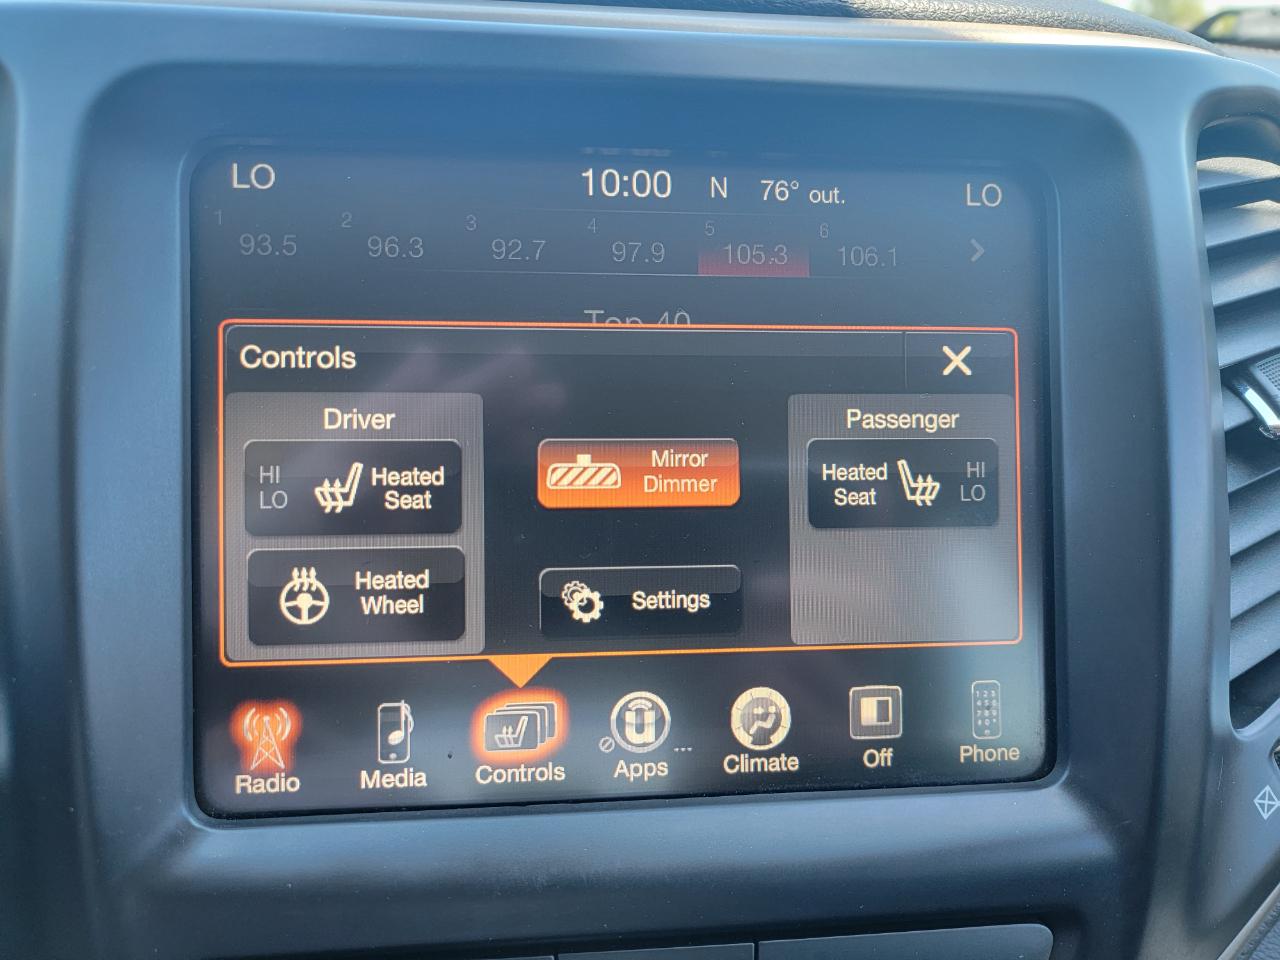 LO 10:00 N 76° out. LO
1 2 3 4 5 6
93.5 96.3 92.7 97.9 105.3 106.1
Top 40
Controls
Driver
HI
LO
Heated
Seat
Heated
Wheel
Mirror
Dimmer
Settings
Passenger
Heated
Seat
HI
LO
Radio Media Controls Apps Climate Off Phone